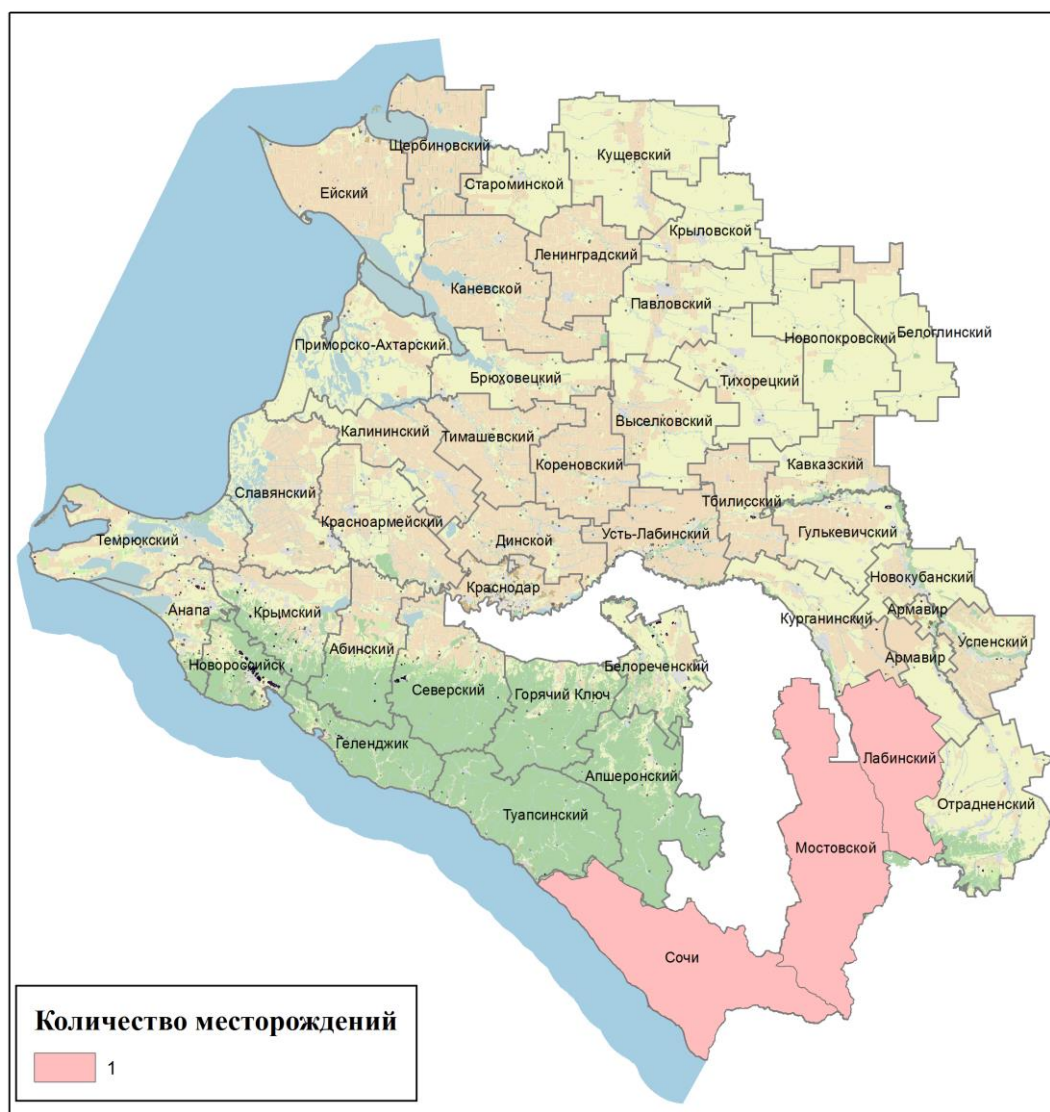 Щербиновский
Кущевский
Староминской
Ейский
Крыловской
Ленинградский
Каневской
Павловский
Новопокровский
Белоглинский
Приморско-Ахтарский
Брюховецкий
Тихорецкий
Выселковский
Калининский
Тимашевский
Кореновский
Кавказский
Славянский
Тбилисский
Красноармейский
Усть-Лабинский
Гулькевичский
Темрюкский
Динской
Новокубанский
Краснодар
Анапа
Крымский
Курганинский
Армавир
Успенский
Абинский
Армавир
Новороссийск
Белореченский
Северский
Горячий Ключ
Геленджик
Лабинский
Апшеронский
Отрадненский
Туапсинский
Мостовской
Сочи
Количество месторождений
1